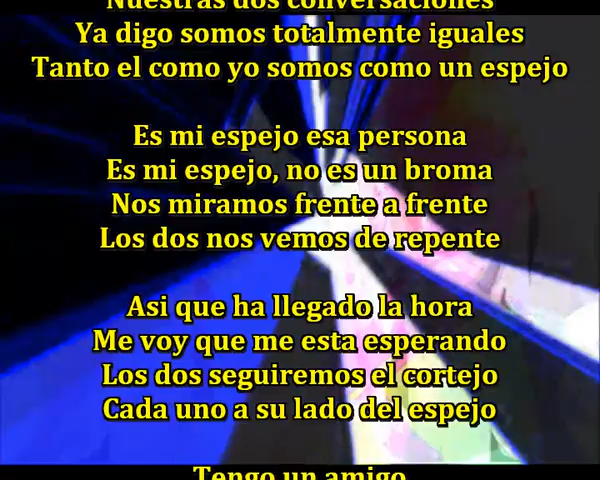 Nuestras dos conversaciones
Ya digo somos totalmente iguales
Tanto el como yo somos como un espejo
Es mi espejo esa persona
Es mi espejo, no es un broma
Nos miramos frente a frente
Los dos nos vemos de repente
Asi que ha llegado la hora
Me voy que me esta esperando
Los dos seguiremos el cortejo
Cada uno a su lado del espejo
Tengo un amigo